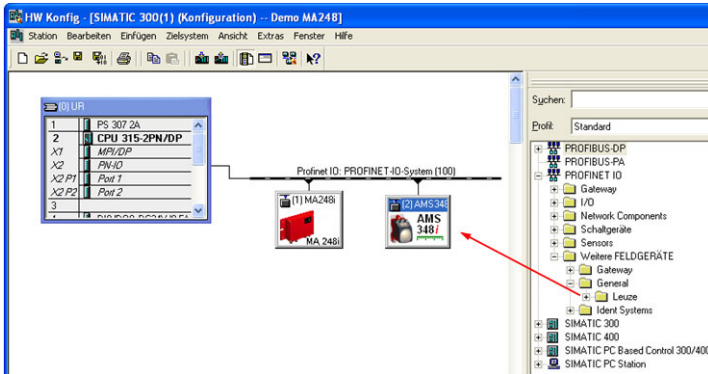 HW Konfig - [SIMATIC 300(1) (Konfiguration) -- Demo MA248]
Station Bearbeiten Einfügen Zielsystem Ansicht Extras Fenster Hilfe
Suchen:
Profil: Standard
(0) UR
1 PS 307 2A
2 CPU 315-2PN/DP
X1 MPI/DP
X2 PN-IO
X2 P1 Port 1
X2 P2 Port 2
3
Profinet IO: PROFINET-IO-System (100)
(1) MA248i
MA 248i
(2) AMS348
AMS
348i
PROFIBUS-DP
PROFIBUS-PA
PROFINET IO
Gateway
I/O
Network Components
Schaltgeräte
Sensors
Weitere FELDGERÄTE
Gateway
General
Leuze
Ident Systems
SIMATIC 300
SIMATIC 400
SIMATIC PC Based Control 300/400
SIMATIC PC Station